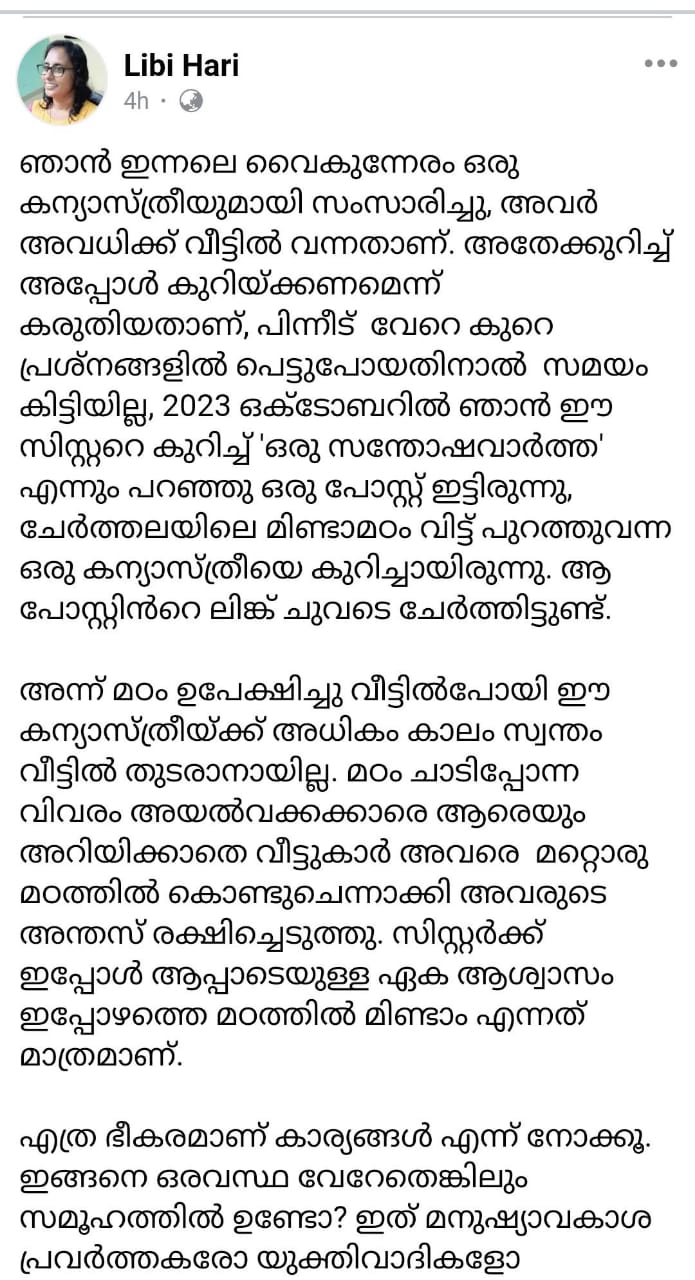 Libi Hari
4h ·
ഞാൻ ഇന്നലെ വൈകുന്നേരം ഒരു
കന്യാസ്ത്രീയുമായി സംസാരിച്ചു, അവർ
അവധിക്ക് വീട്ടിൽ വന്നതാണ്. അതേക്കുറിച്ച്
അപ്പോൾ കുറിയ്ക്കണമെന്ന്
കരുതിയതാണ്, പിന്നീട് വേറെ കുറെ
പ്രശ്നങ്ങളിൽ പെട്ടുപോയതിനാൽ സമയം
കിട്ടിയില്ല, 2023 ഒക്ടോബറിൽ ഞാൻ ഈ
സിസ്റ്ററെ കുറിച്ച് 'ഒരു സന്തോഷവാർത്ത'
എന്നും പറഞ്ഞു ഒരു പോസ്റ്റ് ഇട്ടിരുന്നു,
ചേർത്തലയിലെ മിണ്ടാമഠം വിട്ട് പുറത്തുവന്ന
ഒരു കന്യാസ്ത്രീയെ കുറിച്ചായിരുന്നു. ആ
പോസ്റ്റിൻറെ ലിങ്ക് ചുവടെ ചേർത്തിട്ടുണ്ട്.
അന്ന് മഠം ഉപേക്ഷിച്ചു വീട്ടിൽപോയി ഈ
കന്യാസ്ത്രീയ്ക്ക് അധികം കാലം സ്വന്തം
വീട്ടിൽ തുടരാനായില്ല. മഠം ചാടിപ്പോന്ന
വിവരം അയൽവക്കക്കാരെ ആരെയും
അറിയിക്കാതെ വീട്ടുകാർ അവരെ മറ്റൊരു
മഠത്തിൽ കൊണ്ടുചെന്നാക്കി അവരുടെ
അന്തസ് രക്ഷിച്ചെടുത്തു. സിസ്റ്റർക്ക്
ഇപ്പോൾ ആപ്പാടെയുള്ള ഏക ആശ്വാസം
ഇപ്പോഴത്തെ മഠത്തിൽ മിണ്ടാം എന്നത്
മാത്രമാണ്.
എത്ര ഭീകരമാണ് കാര്യങ്ങൾ എന്ന് നോക്കൂ.
ഇങ്ങനെ ഒരവസ്ഥ വേറേതെങ്കിലും
സമൂഹത്തിൽ ഉണ്ടോ? ഇത് മനുഷ്യാവകാശ
പ്രവർത്തകരോ യുക്തിവാദികളോ